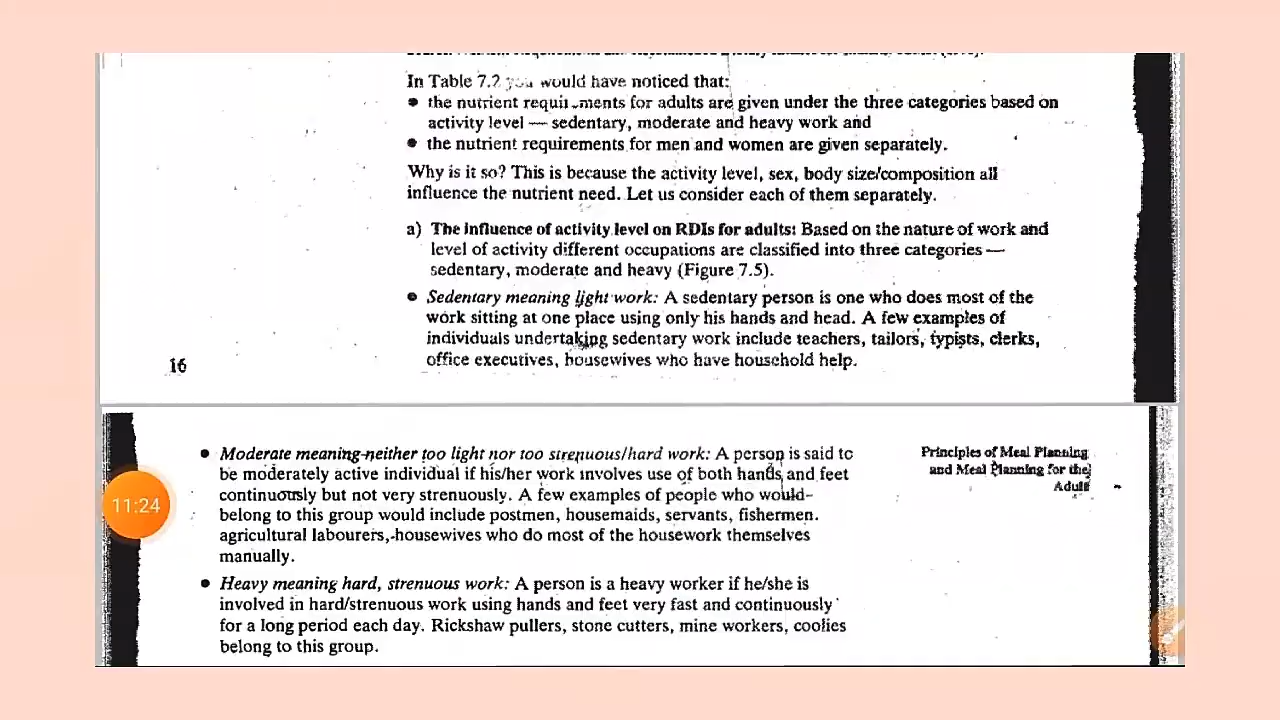 In Table 7.2 you would have noticed that:
• the nutrient requirements for adults are given under the three categories based on
activity level — sedentary, moderate and heavy work and
• the nutrient requirements for men and women are given separately.
Why is it so? This is because the activity level, sex, body size/composition all
influence the nutrient need. Let us consider each of them separately.
a) The influence of activity level on RDIs for adults: Based on the nature of work and
level of activity different occupations are classified into three categories —
sedentary, moderate and heavy (Figure 7.5).
• Sedentary meaning light work: A sedentary person is one who does most of the
work sitting at one place using only his hands and head. A few examples of
individuals undertaking sedentary work include teachers, tailors, typists, clerks,
office executives, housewives who have household help.
16
• Moderate meaning neither too light nor too strenuous/hard work: A person is said to
be moderately active individual if his/her work involves use of both hands and feet
continuously but not very strenuously. A few examples of people who would
belong to this group would include postmen, housemaids, servants, fishermen.
agricultural labourers, housewives who do most of the housework themselves
manually.
• Heavy meaning hard, strenuous work: A person is a heavy worker if he/she is
involved in hard/strenuous work using hands and feet very fast and continuously
for a long period each day. Rickshaw pullers, stone cutters, mine workers, coolies
belong to this group.
Principles of Meal Planning
and Meal Planning for the
Adult
11:24